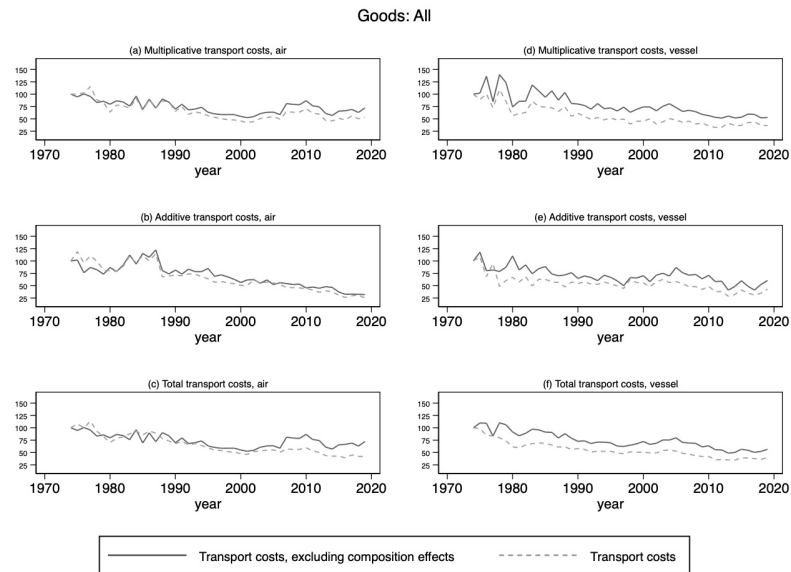 Goods: All
(a) Multiplicative transport costs, air
150
125
100
75
50
25
1970 1980 1990 2000 2010 2020
year
(d) Multiplicative transport costs, vessel
150
125
100
75
50
25
1970 1980 1990 2000 2010 2020
year
(b) Additive transport costs, air
150
125
100
75
50
25
1970 1980 1990 2000 2010 2020
year
(e) Additive transport costs, vessel
150
125
100
75
50
25
1970 1980 1990 2000 2010 2020
year
(c) Total transport costs, air
150
125
100
75
50
25
1970 1980 1990 2000 2010 2020
year
(f) Total transport costs, vessel
150
125
100
75
50
25
1970 1980 1990 2000 2010 2020
year
Transport costs, excluding composition effects
Transport costs